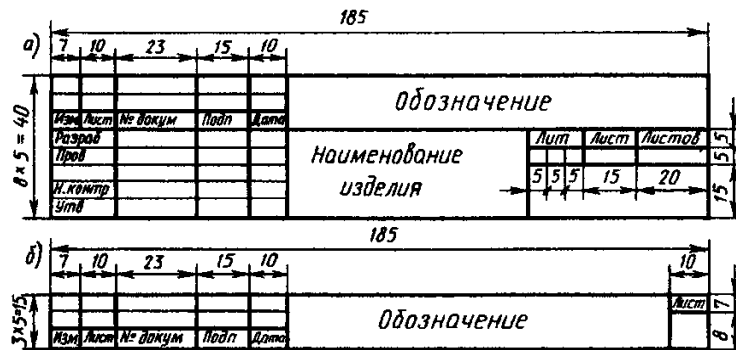 185
а) 7 10 23 15 10
8×5=40
Обозначение
Изм Лист № докум Подп Дата
Разраб
Лит Лист Листов
5
Пров
5
Наименование
изделия
5 5 5 15 20
15
Н.контр
Утв
185
б) 7 10 23 15 10 10
3×5=15
Лист
7
Обозначение
8
Изм Лист № докум Подп Дата